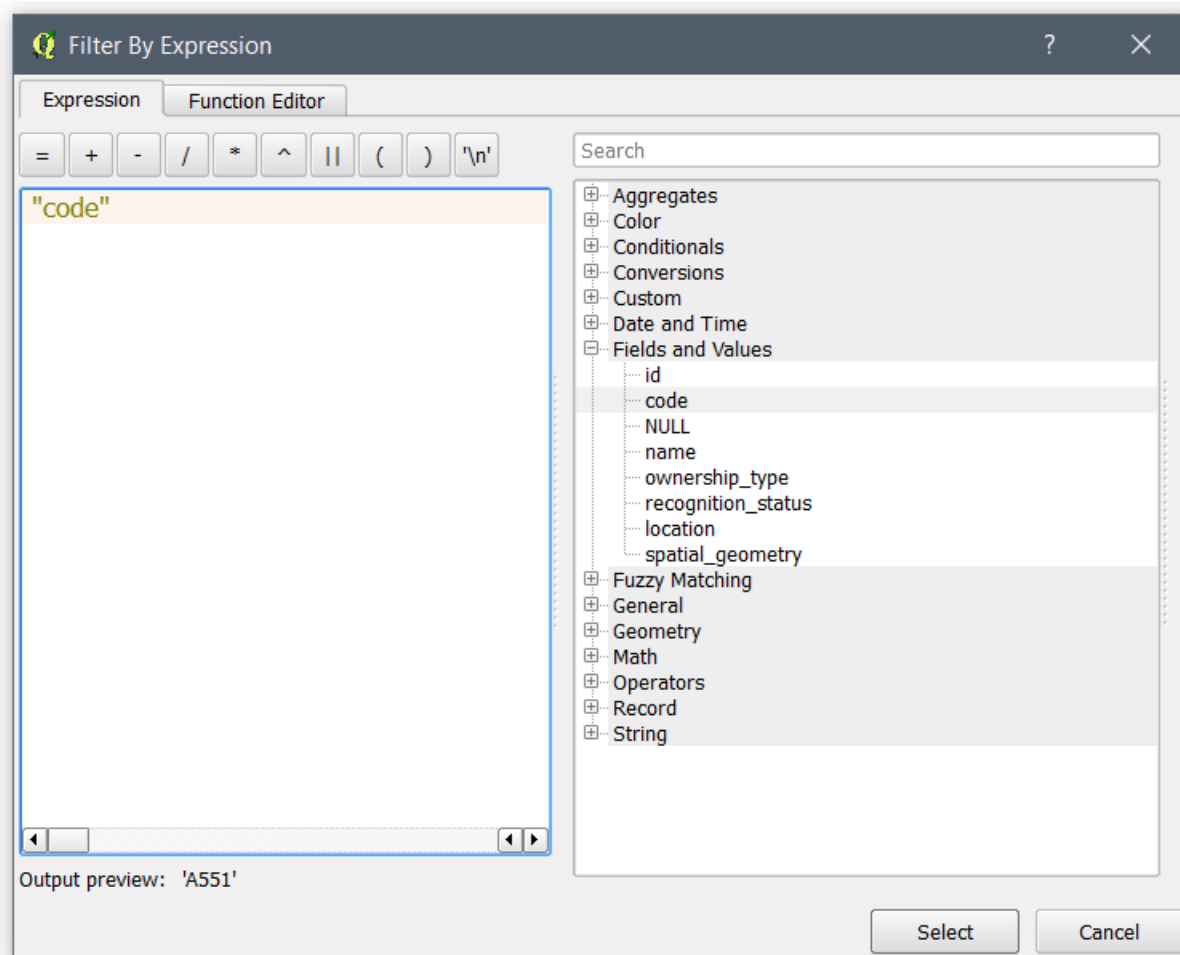 Filter By Expression
?
Expression
Function Editor
= + - / * ^ || ( ) '\n'
"code"
Output preview: 'A551'
Search
Aggregates
Color
Conditionals
Conversions
Custom
Date and Time
Fields and Values
id
code
NULL
name
ownership_type
recognition_status
location
spatial_geometry
Fuzzy Matching
General
Geometry
Math
Operators
Record
String
Select
Cancel